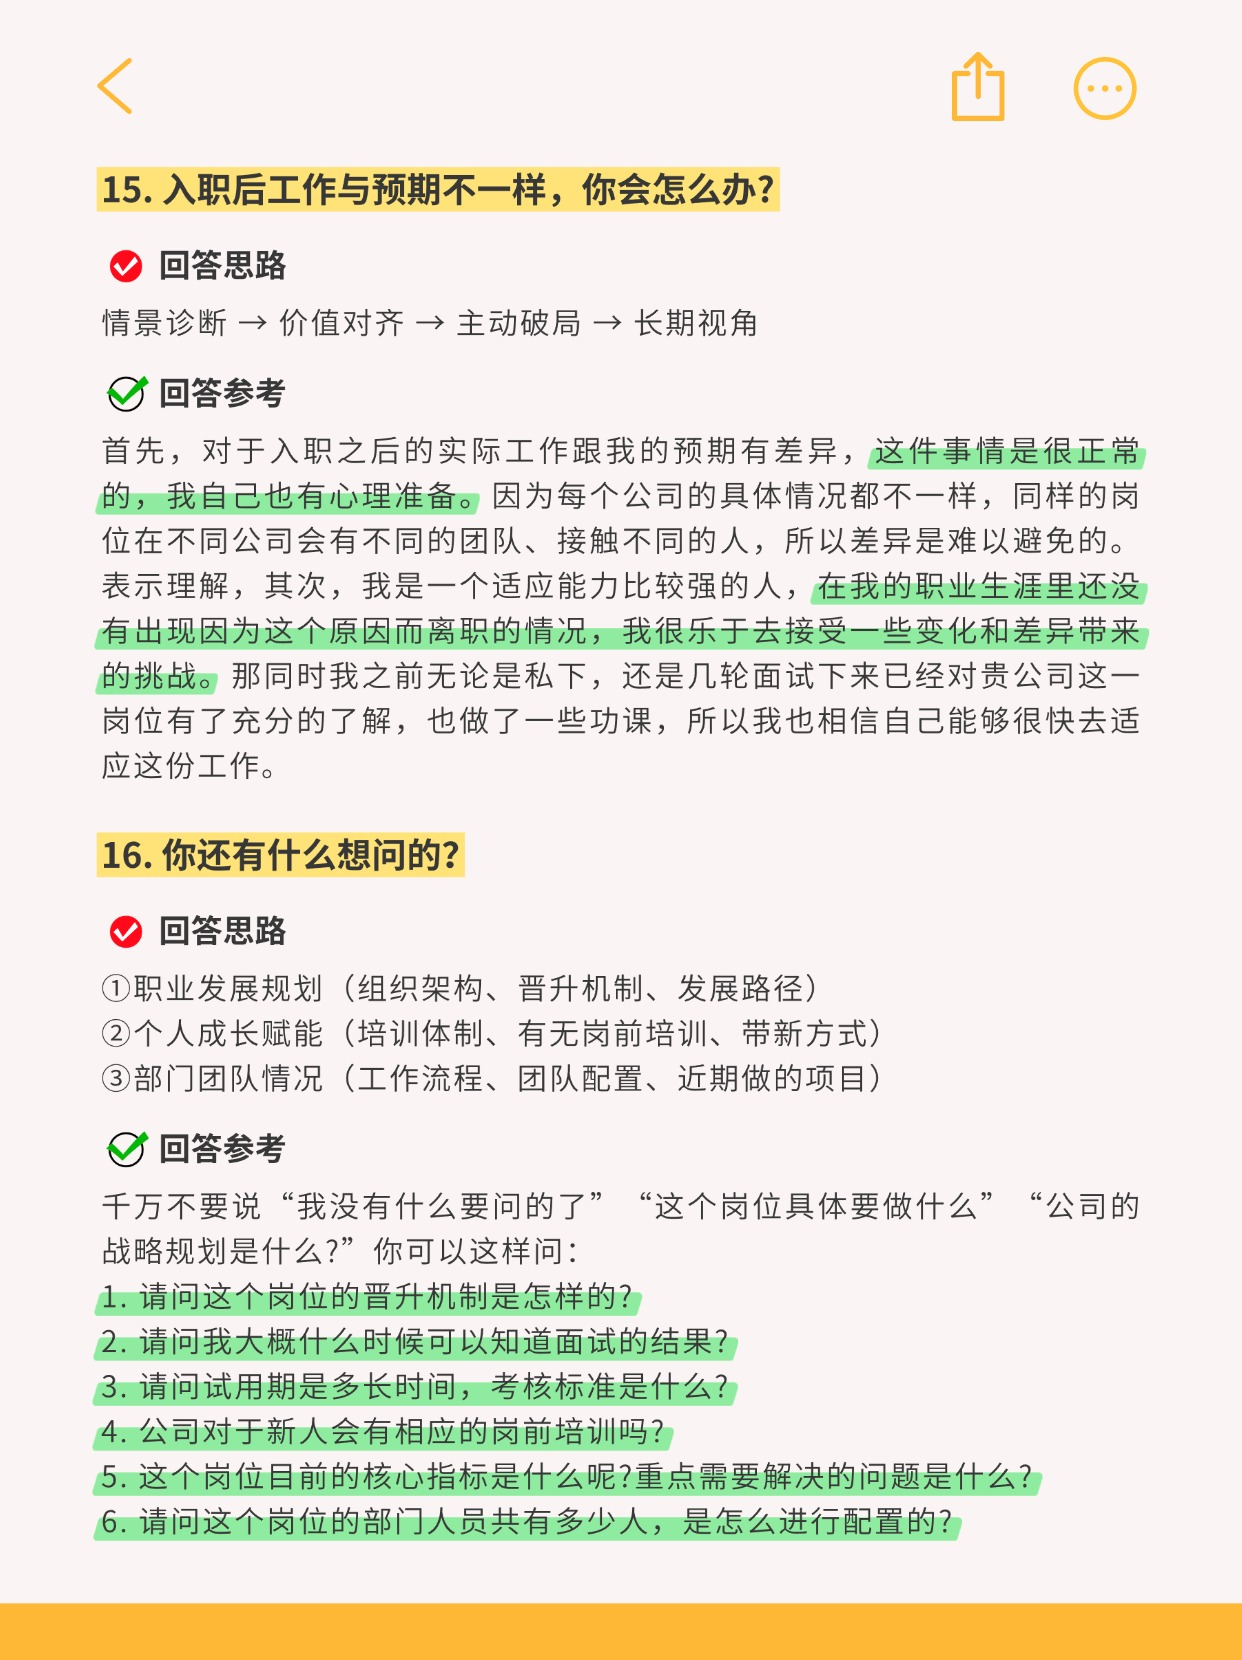 15. 入职后工作与预期不一样，你会怎么办?
回答思路
情景诊断 → 价值对齐 → 主动破局 → 长期视角
回答参考
首先，对于入职之后的实际工作跟我的预期有差异，这件事情是很正常
的，我自己也有心理准备。因为每个公司的具体情况都不一样，同样的岗
位在不同公司会有不同的团队、接触不同的人，所以差异是难以避免的。
表示理解，其次，我是一个适应能力比较强的人，在我的职业生涯里还没
有出现因为这个原因而离职的情况，我很乐于去接受一些变化和差异带来
的挑战。那同时我之前无论是私下，还是几轮面试下来已经对贵公司这一
岗位有了充分的了解，也做了一些功课，所以我也相信自己能够很快去适
应这份工作。
16. 你还有什么想问的?
回答思路
①职业发展规划（组织架构、晋升机制、发展路径）
②个人成长赋能（培训体制、有无岗前培训、带新方式）
③部门团队情况（工作流程、团队配置、近期做的项目）
回答参考
千万不要说“我没有什么要问的了”“这个岗位具体要做什么”“公司的
战略规划是什么?”你可以这样问：
1. 请问这个岗位的晋升机制是怎样的?
2. 请问我大概什么时候可以知道面试的结果?
3. 请问试用期是多长时间，考核标准是什么?
4. 公司对于新人会有相应的岗前培训吗?
5. 这个岗位目前的核心指标是什么呢?重点需要解决的问题是什么?
6. 请问这个岗位的部门人员共有多少人，是怎么进行配置的?